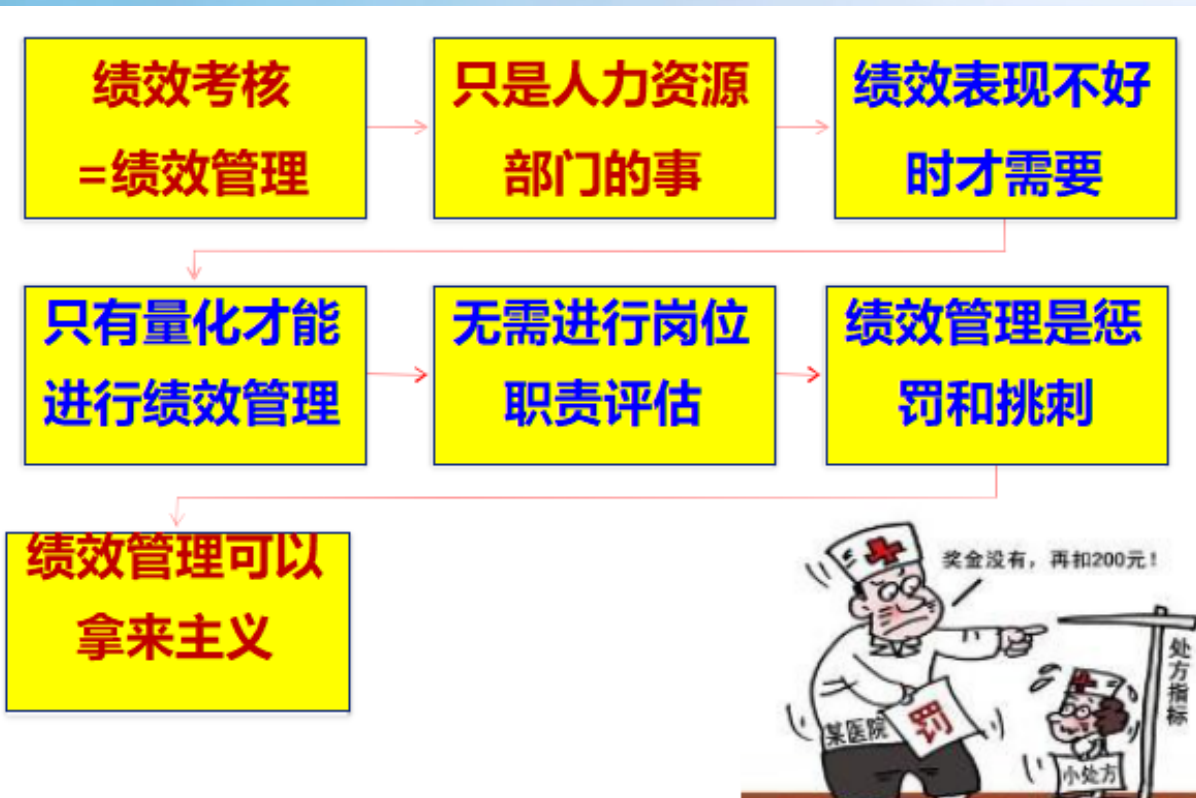 绩效考核
=绩效管理
只是人力资源
部门的事
绩效表现不好
时才需要
只有量化才能
进行绩效管理
无需进行岗位
职责评估
绩效管理是惩
罚和挑刺
绩效管理可以
拿来主义
奖金没有，再扣200元！
处方指标
某医院
罚
小处方